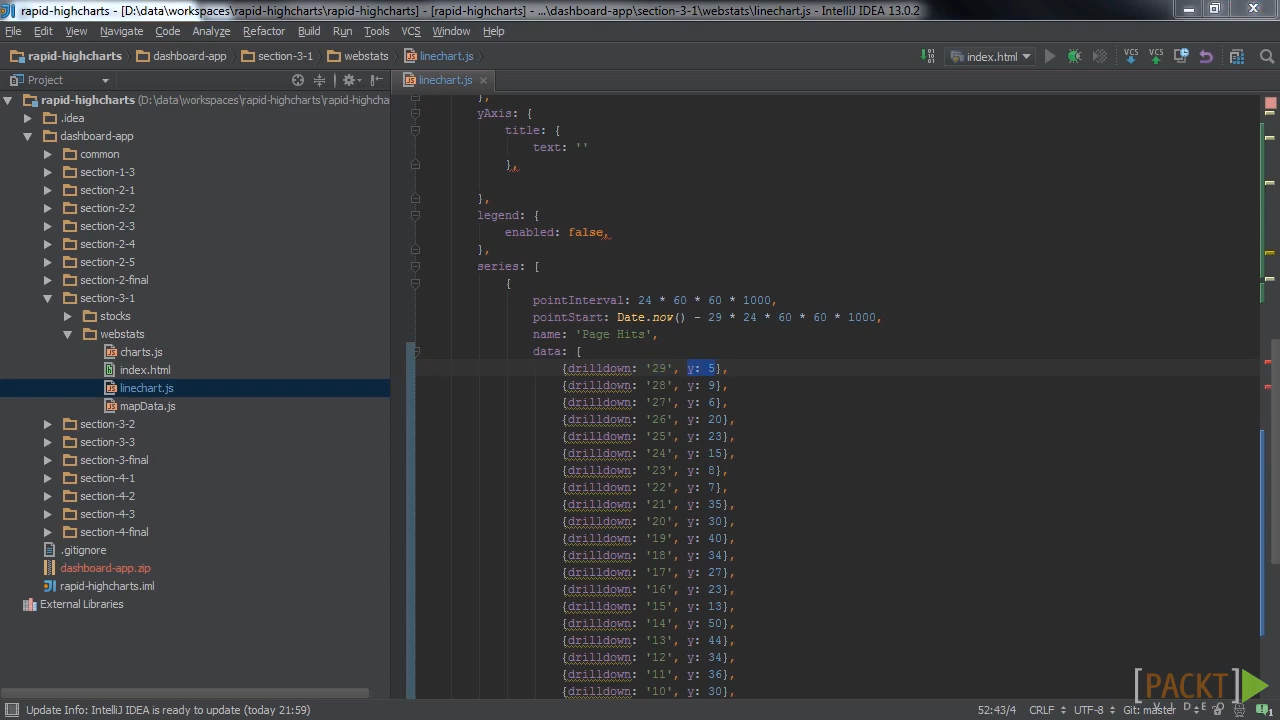 rapid-highcharts - [D:\data\workspaces\rapid-highcharts\rapid-highcharts] - [rapid-highcharts] - ...\dashboard-app\section-3-1\webstats\linechart.js - IntelliJ IDEA 13.0.2
File Edit View Navigate Code Analyze Refactor Build Run Tools VCS Window Help
rapid-highcharts dashboard-app section-3-1 webstats linechart.js index.html VCS VCS
Project linechart.js
rapid-highcharts (D:\data\workspaces\rapid-highcharts\rapid-highcha
.idea
dashboard-app
common
section-1-3
section-2-1
section-2-2
section-2-3
section-2-4
section-2-5
section-2-final
section-3-1
stocks
webstats
charts.js
index.html
linechart.js
mapData.js
section-3-2
section-3-3
section-3-final
section-4-1
section-4-2
section-4-3
section-4-final
.gitignore
dashboard-app.zip
rapid-highcharts.iml
External Libraries
},
yAxis: {
title: {
text: ''
},
},
legend: {
enabled: false,
},
series: [
{
pointInterval: 24 * 60 * 60 * 1000,
pointStart: Date.now() - 29 * 24 * 60 * 60 * 1000,
name: 'Page Hits',
data: [
{drilldown: '29', y: 5},
{drilldown: '28', y: 9},
{drilldown: '27', y: 6},
{drilldown: '26', y: 20},
{drilldown: '25', y: 23},
{drilldown: '24', y: 15},
{drilldown: '23', y: 8},
{drilldown: '22', y: 7},
{drilldown: '21', y: 35},
{drilldown: '20', y: 30},
{drilldown: '19', y: 40},
{drilldown: '18', y: 34},
{drilldown: '17', y: 27},
{drilldown: '16', y: 23},
{drilldown: '15', y: 13},
{drilldown: '14', y: 50},
{drilldown: '13', y: 44},
{drilldown: '12', y: 34},
{drilldown: '11', y: 36},
{drilldown: '10', y: 30},
[PACKT]
VIDEO
Update Info: IntelliJ IDEA is ready to update (today 21:59) 52:43/4 CRLF UTF-8 Git: master